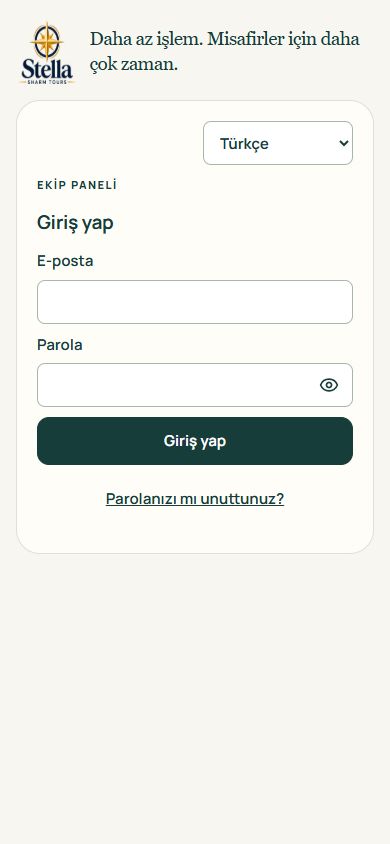 Stella
SHARM TOURS
Daha az işlem. Misafirler için daha
çok zaman.
Türkçe
EKİP PANELİ
Giriş yap
E-posta
Parola
Giriş yap
Parolanızı mı unuttunuz?